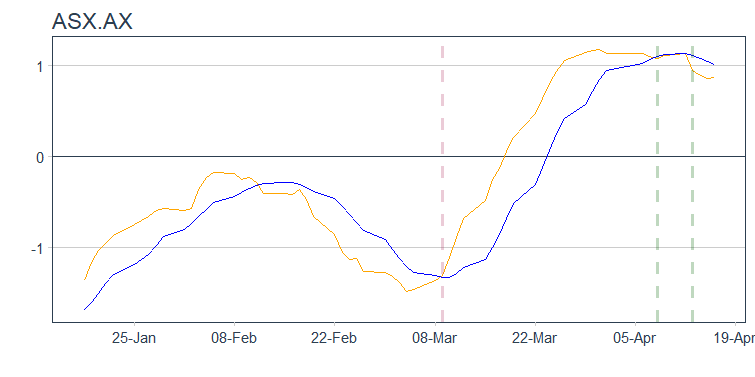 ASX.AX
1
0
-1
25-Jan
08-Feb
22-Feb
08-Mar
22-Mar
05-Apr
19-Apr